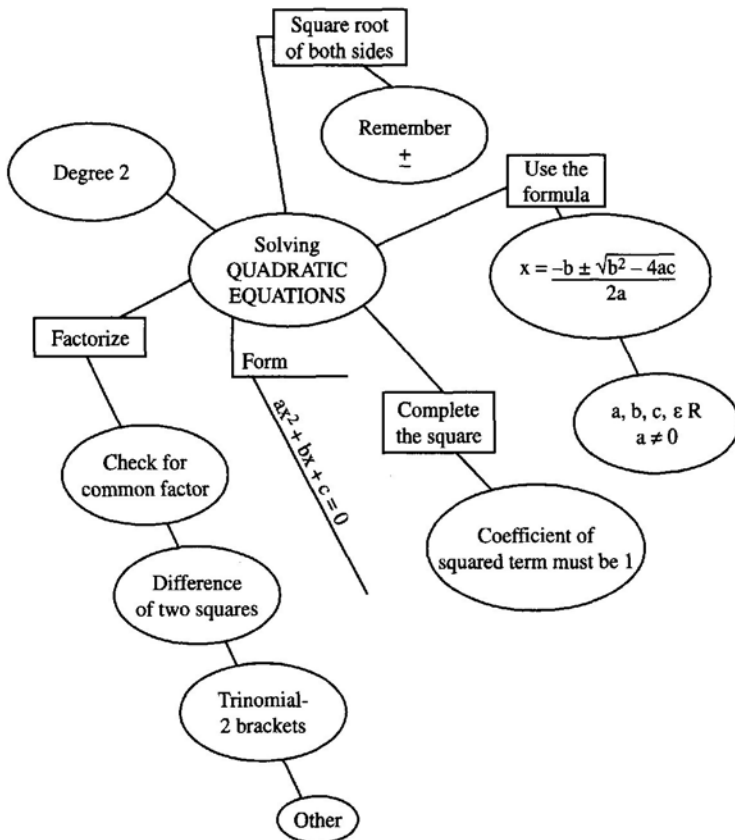 Square root
of both sides
Remember
±
Degree 2
Use the
formula
Solving
QUADRATIC
EQUATIONS
x = −b ± √b² − 4ac
2a
Factorize
Form
ax² + bx + c = 0
Complete
the square
a, b, c, ε R
a ≠ 0
Check for
common factor
Coefficient of
squared term must be 1
Difference
of two squares
Trinomial-
2 brackets
Other